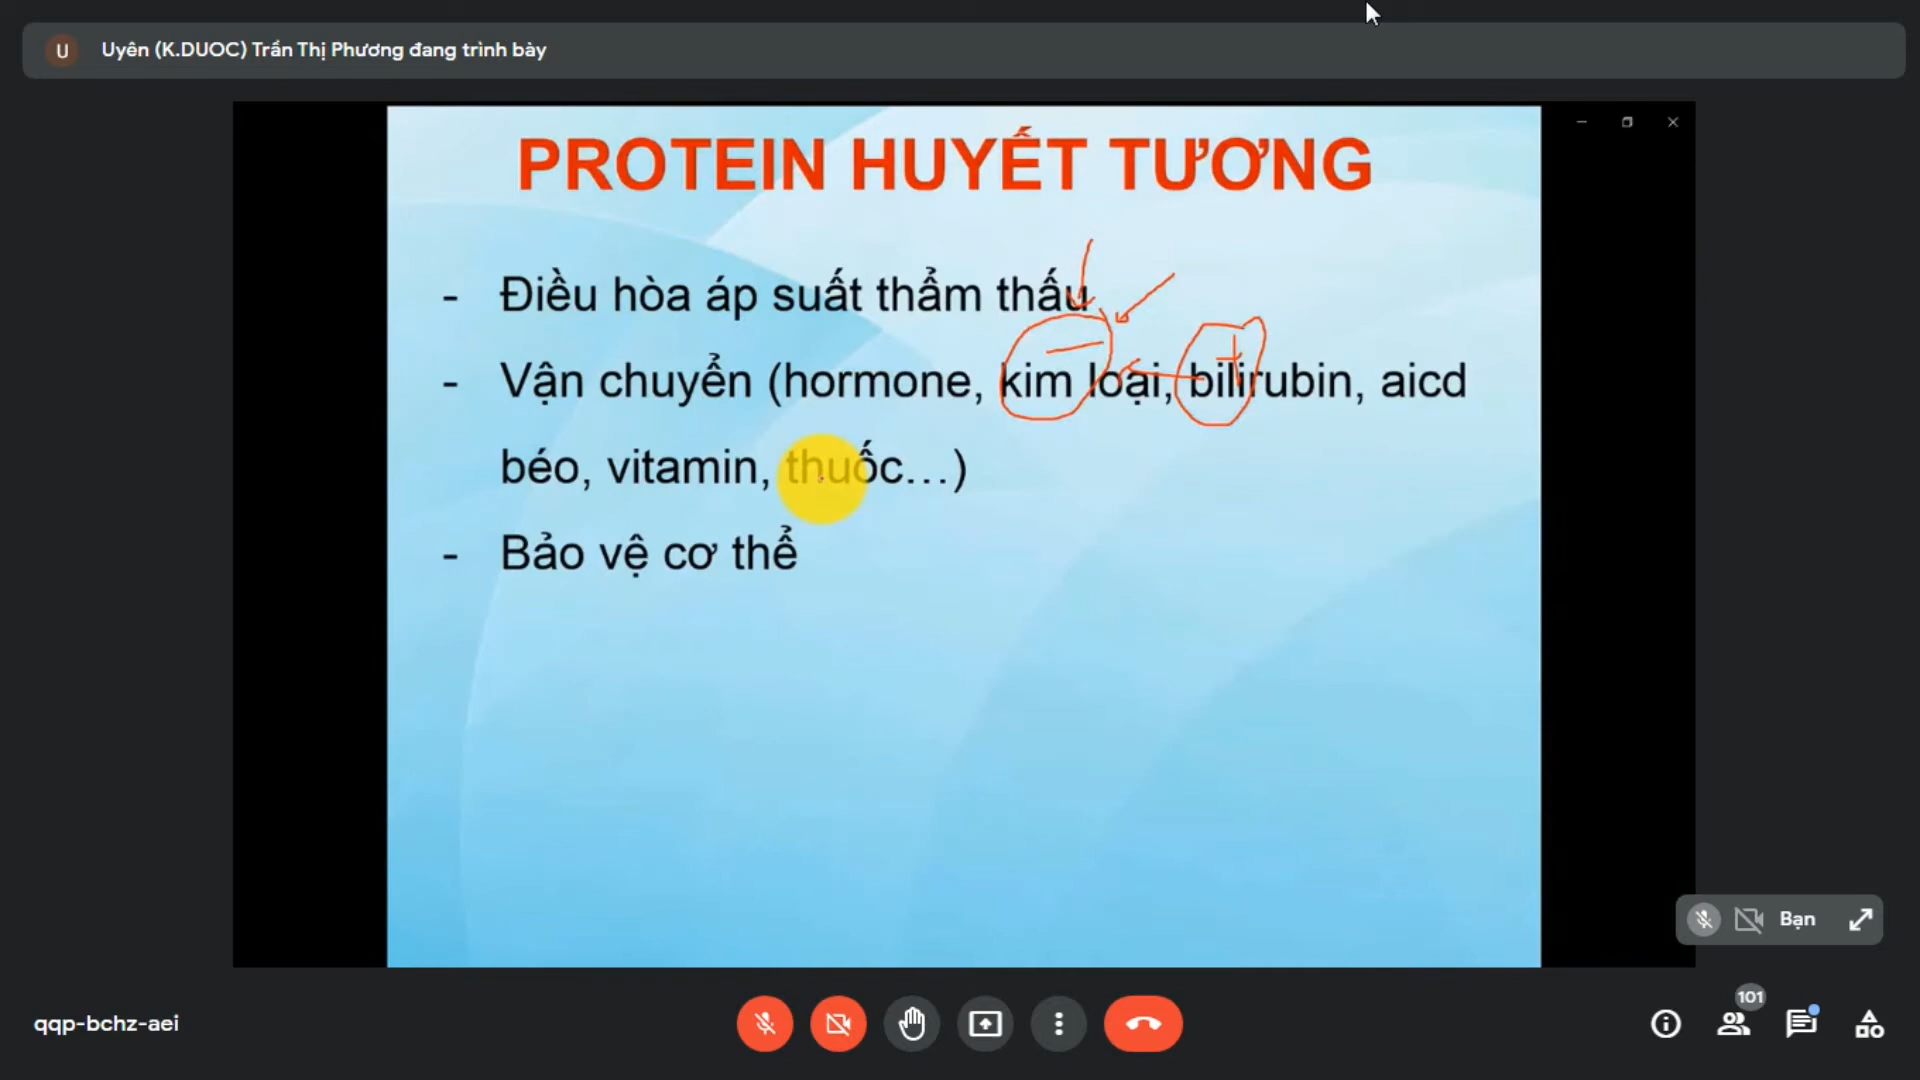 U Uyên (K.DUOC) Trần Thị Phương đang trình bày
PROTEIN HUYẾT TƯƠNG
- Điều hòa áp suất thẩm thấu
- Vận chuyển (hormone, kim loại, bilirubin, aicd
béo, vitamin, thuốc...)
- Bảo vệ cơ thể
Bạn
101
qqp-bchz-aei